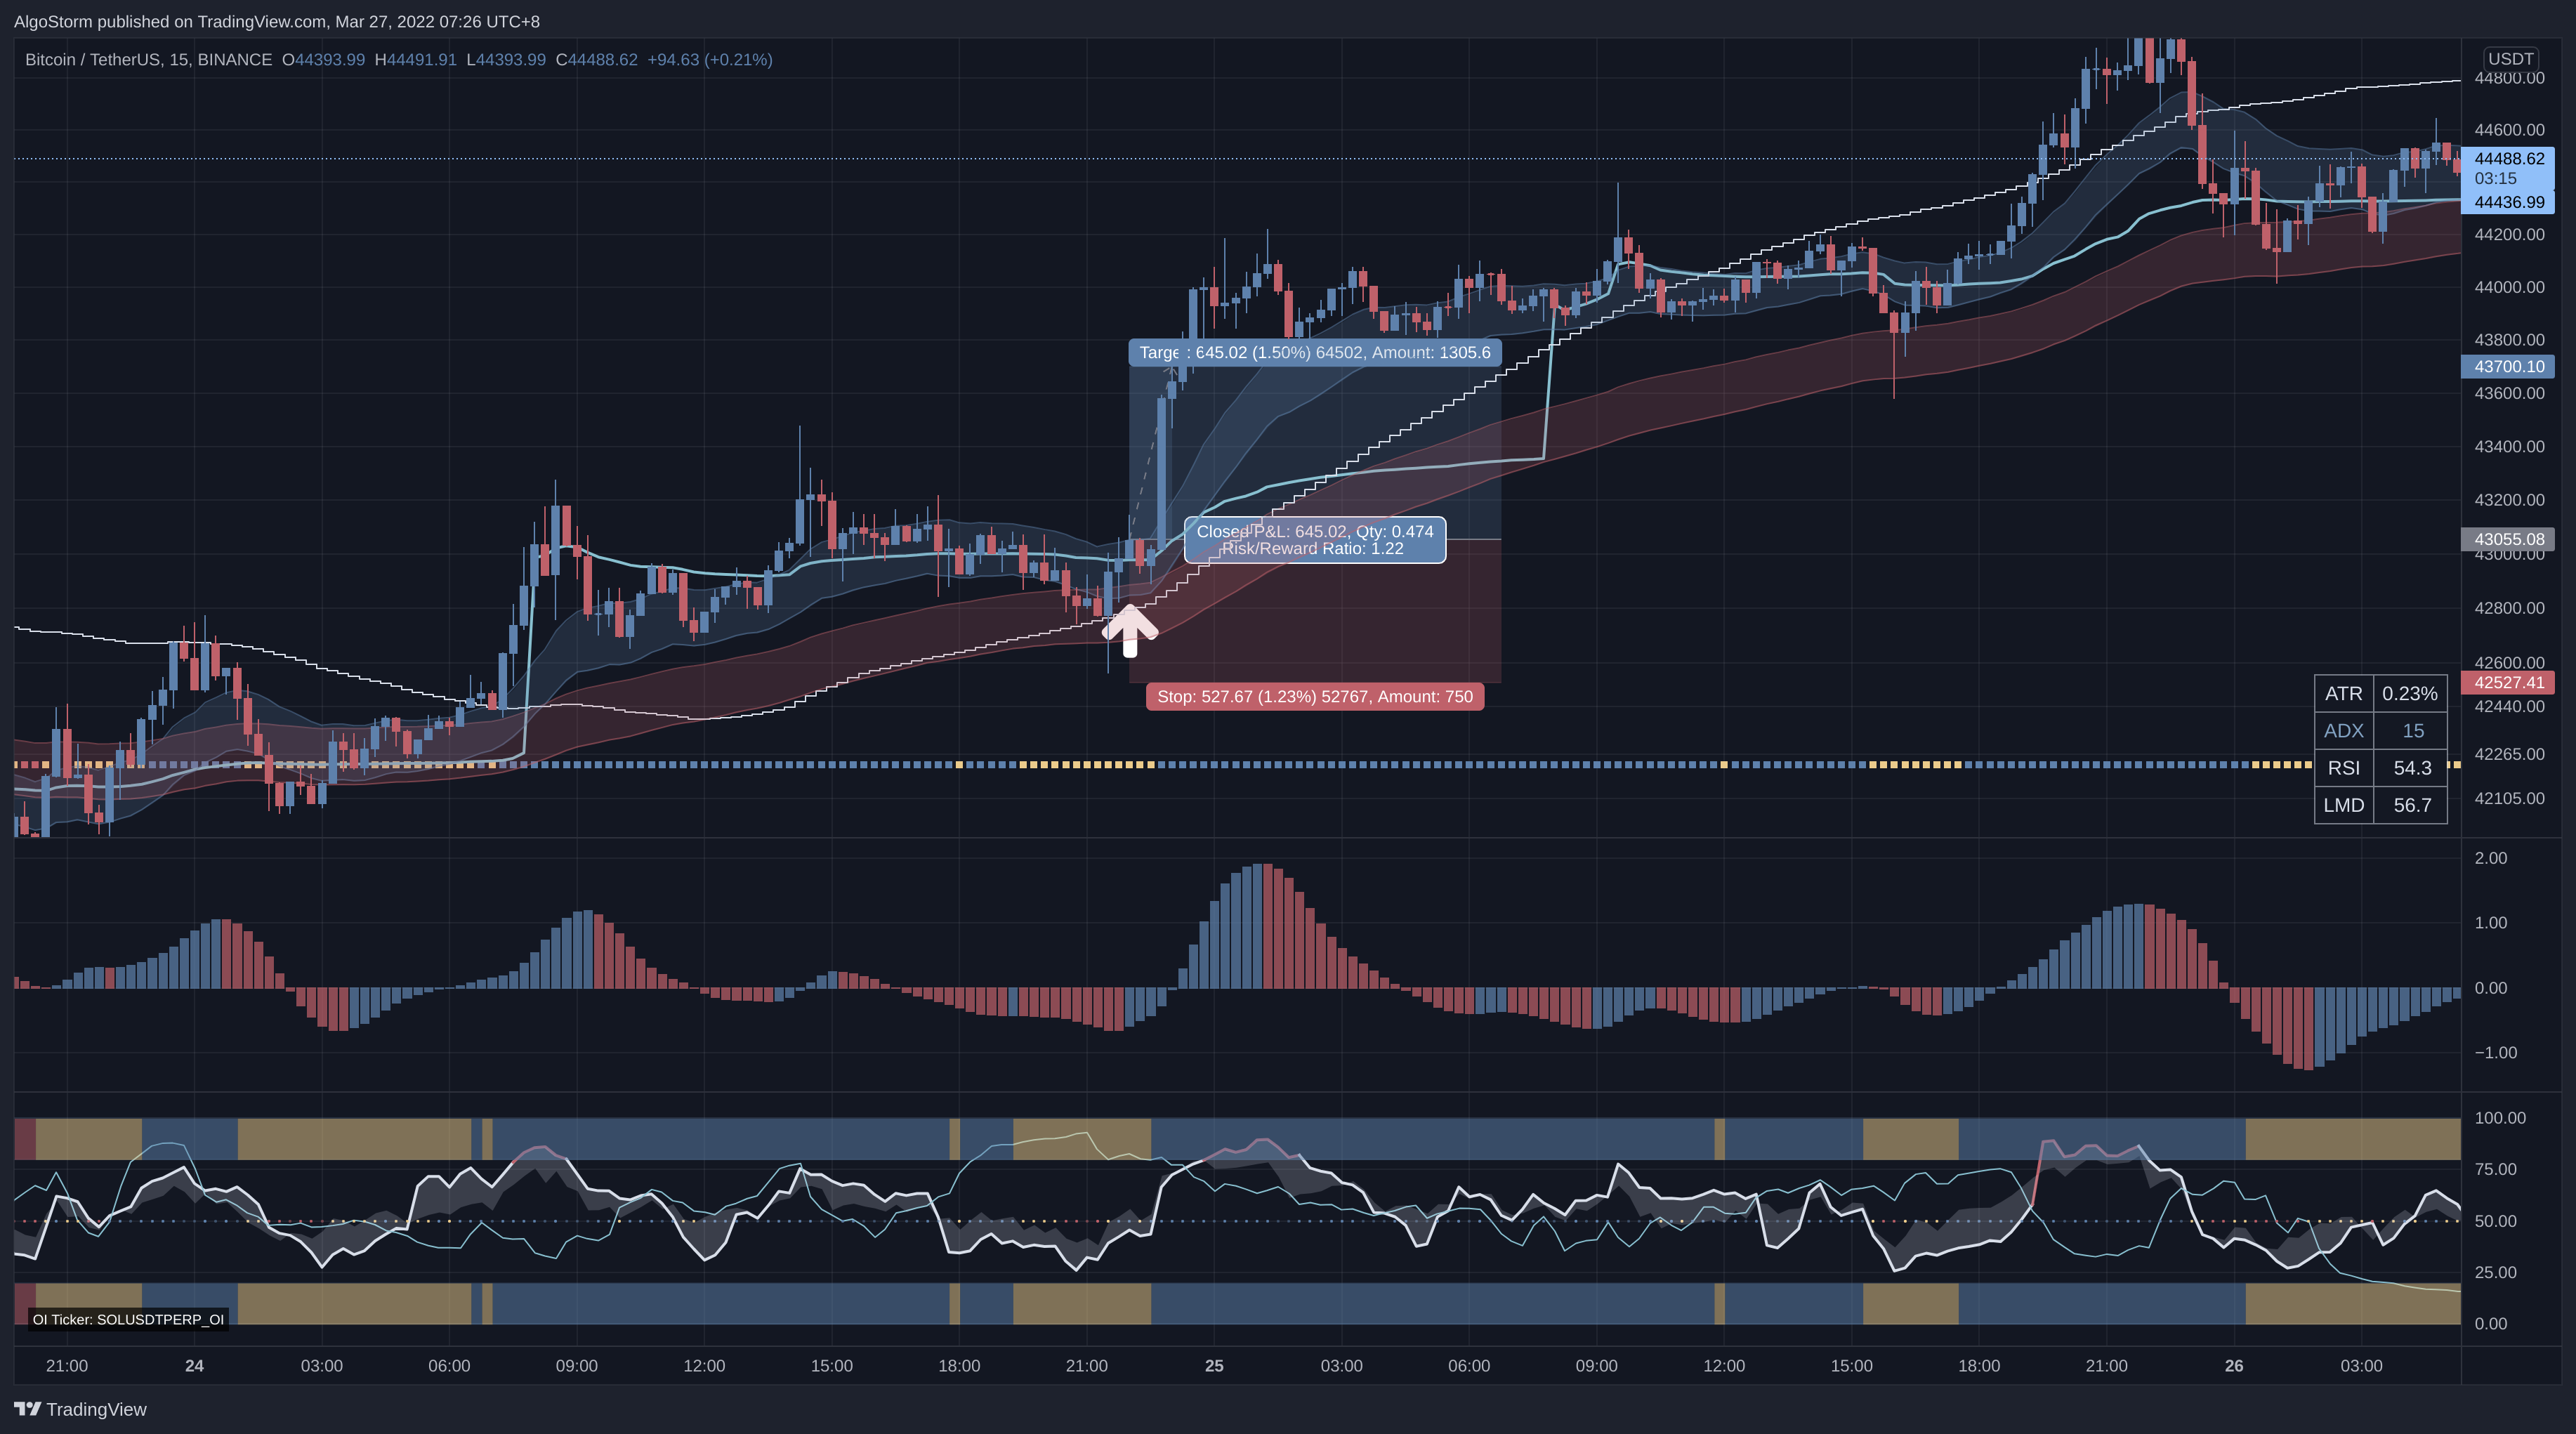 AlgoStorm published on TradingView.com, Mar 27, 2022 07:26 UTC+8
Bitcoin / TetherUS, 15, BINANCE O44393.99 H44491.91 L44393.99 C44488.62 +94.63 (+0.21%)
USDT
44800.00
44600.00
44488.62
03:15
44436.99
44200.00
44000.00
43800.00
43700.10
43600.00
43400.00
43200.00
43055.08
43000.00
42800.00
42600.00
42527.41
42440.00
42265.00
42105.00
Targe : 645.02 (1.50%) 64502, Amount: 1305.6
Closed P&L: 645.02, Qty: 0.474
Risk/Reward Ratio: 1.22
Stop: 527.67 (1.23%) 52767, Amount: 750
ATR 0.23%
ADX 15
RSI 54.3
LMD 56.7
2.00
1.00
0.00
−1.00
100.00
75.00
50.00
25.00
0.00
OI Ticker: SOLUSDTPERP_OI
21:00 24 03:00 06:00 09:00 12:00 15:00 18:00 21:00 25 03:00 06:00 09:00 12:00 15:00 18:00 21:00 26 03:00
TradingView